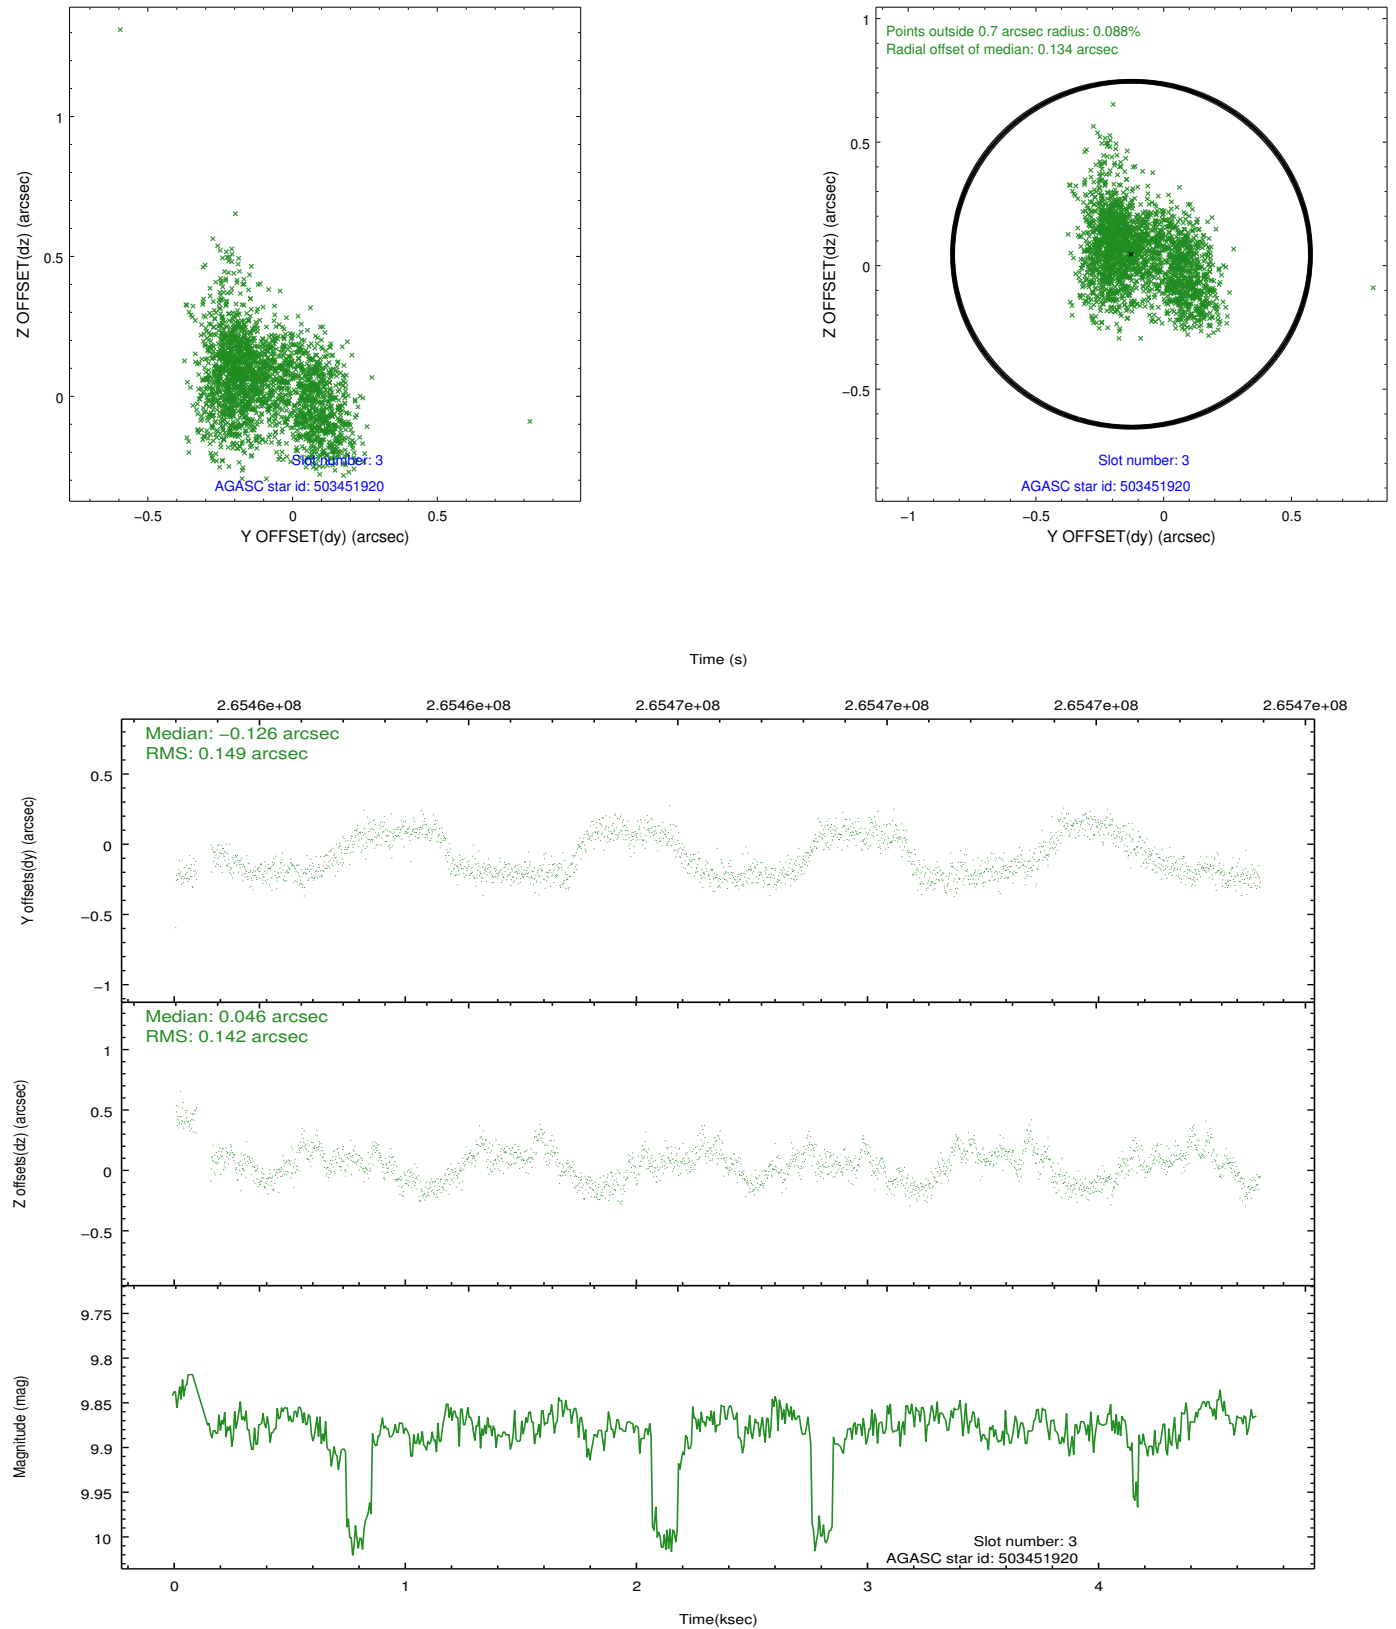 1
0.5
0
−0.5
0
0.5
Z OFFSET(dz) (arcsec)
Y OFFSET(dy) (arcsec)
Slot number: 3
AGASC star id: 503451920
Points outside 0.7 arcsec radius: 0.088%
Radial offset of median: 0.134 arcsec
1
0.5
0
−0.5
−1
−0.5
0
0.5
Z OFFSET(dz) (arcsec)
Y OFFSET(dy) (arcsec)
Slot number: 3
AGASC star id: 503451920
Time (s)
2.6546e+08 2.6546e+08 2.6547e+08 2.6547e+08 2.6547e+08 2.6547e+08
Median: −0.126 arcsec
RMS: 0.149 arcsec
Y offsets(dy) (arcsec)
0.5
0
−0.5
−1
Median: 0.046 arcsec
RMS: 0.142 arcsec
Z offsets(dz) (arcsec)
1
0.5
0
−0.5
Magnitude (mag)
9.75
9.8
9.85
9.9
9.95
10
Slot number: 3
AGASC star id: 503451920
0 1 2 3 4
Time(ksec)